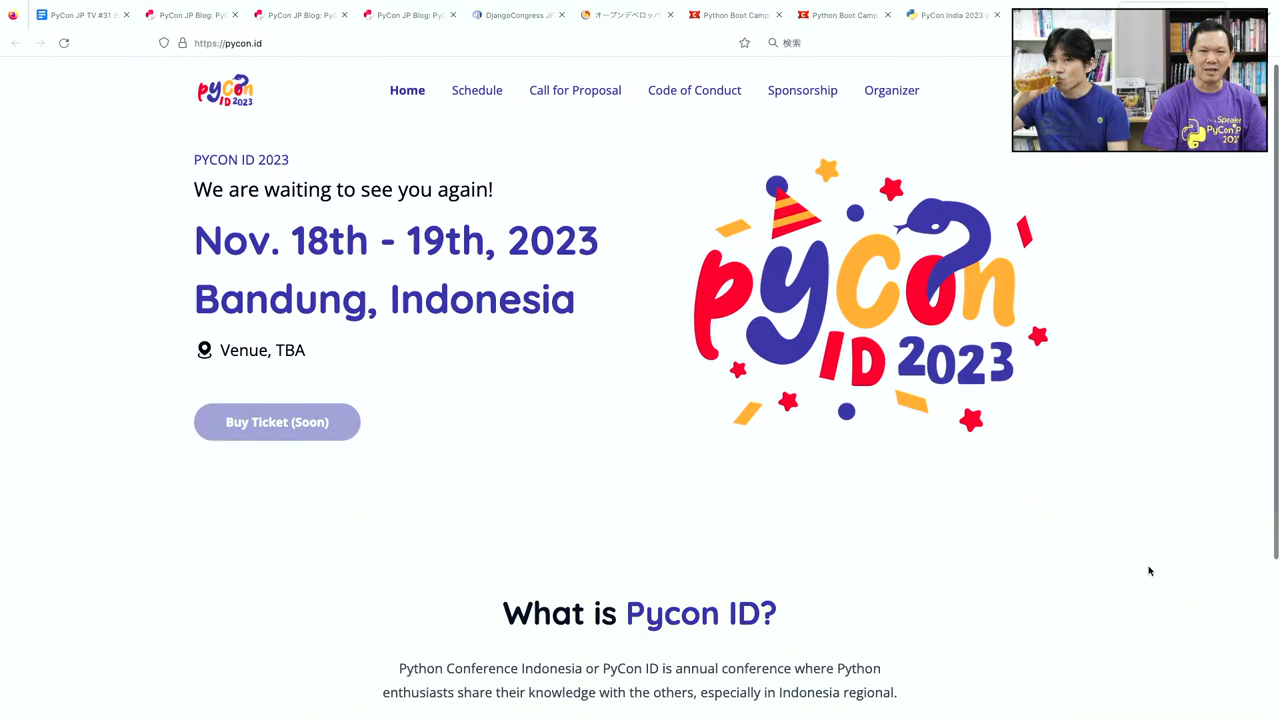 PyCon JP TV #31
PyCon JP Blog: Py
PyCon JP Blog: Py
PyCon JP Blog: Py
DjangoCongress JP
オープンデベロッパ
Python Boot Camp
Python Boot Camp
PyCon India 2023
https://pycon.id
検索
pycon
ID 2023
Home
Schedule
Call for Proposal
Code of Conduct
Sponsorship
Organizer
I'm a Speaker
PyCon
PYCON ID 2023
We are waiting to see you again!
Nov. 18th - 19th, 2023
Bandung, Indonesia
Venue, TBA
Buy Ticket (Soon)
pycon
ID 2023
What is Pycon ID?
Python Conference Indonesia or PyCon ID is annual conference where Python
enthusiasts share their knowledge with the others, especially in Indonesia regional.